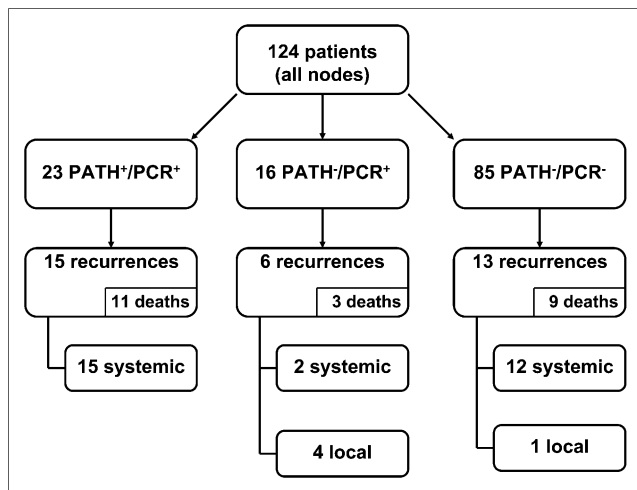 124 patients
(all nodes)
23 PATH⁺/PCR⁺
16 PATH⁻/PCR⁺
85 PATH⁻/PCR⁻
15 recurrences
11 deaths
6 recurrences
3 deaths
13 recurrences
9 deaths
15 systemic
2 systemic
12 systemic
4 local
1 local